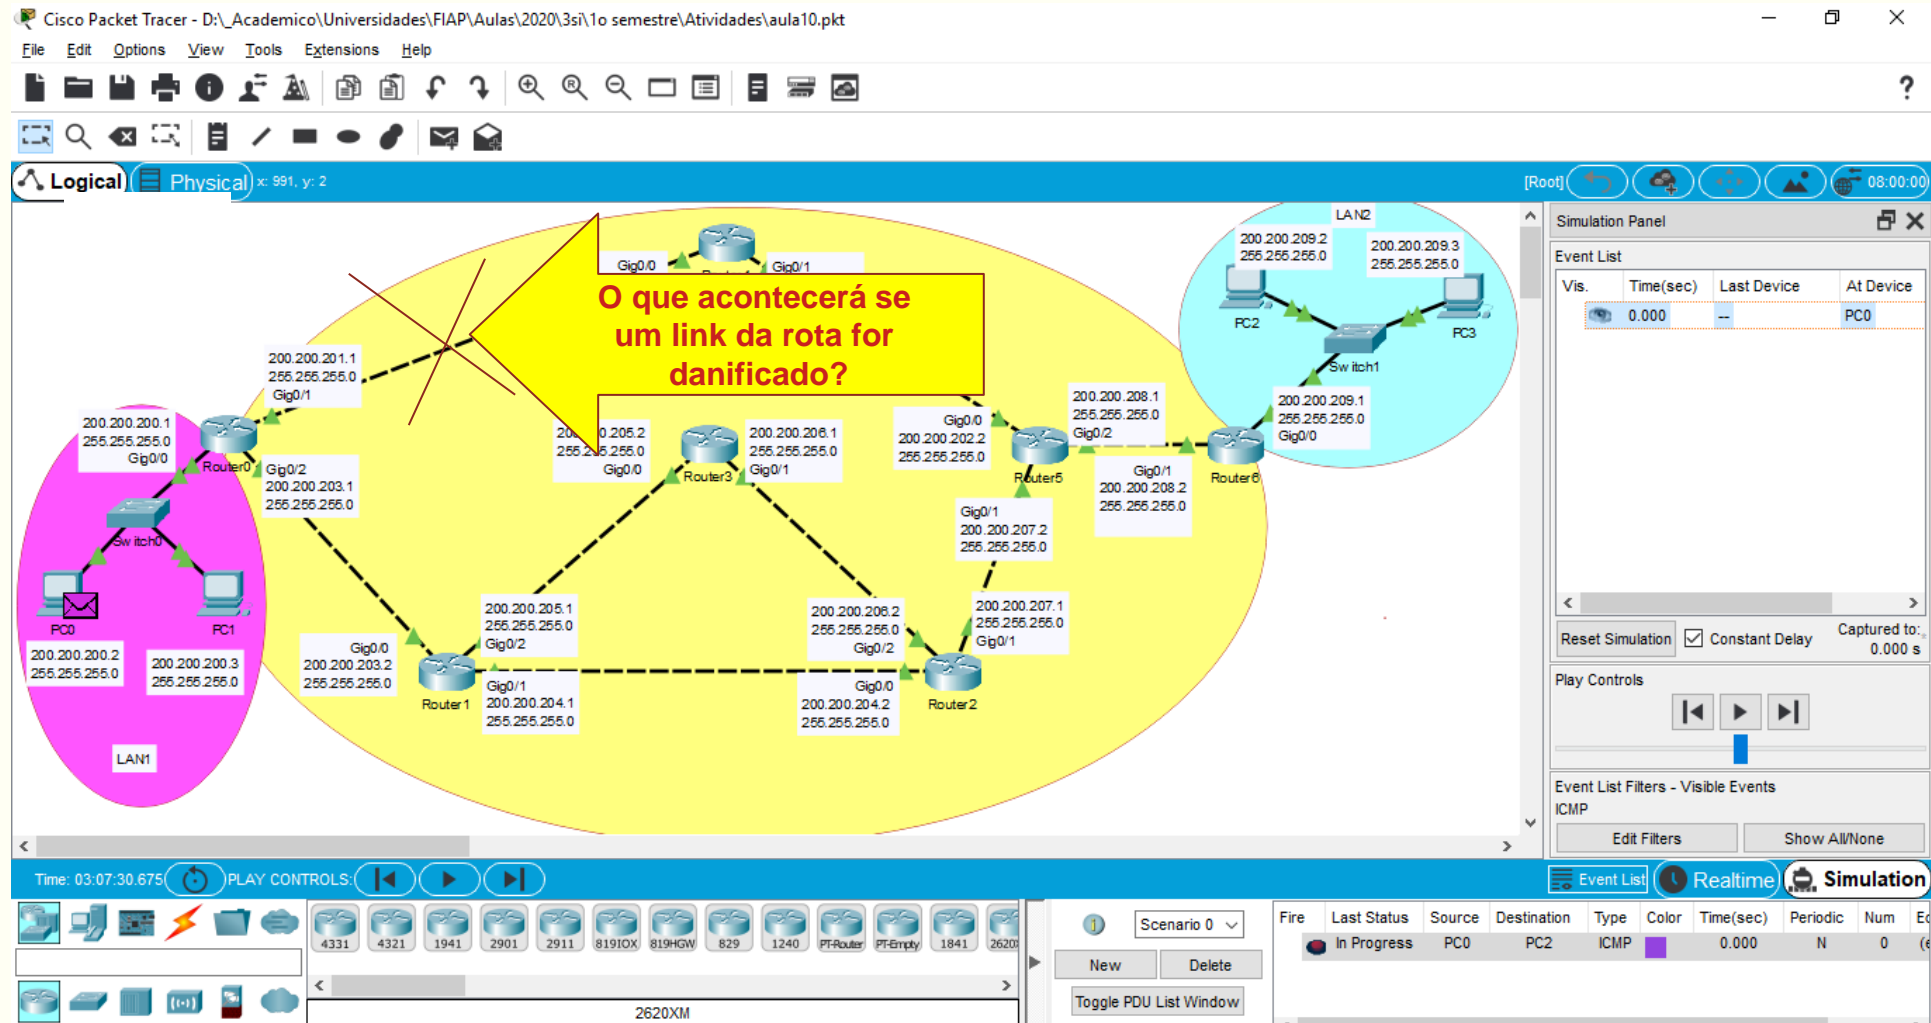 Cisco Packet Tracer - D:\_Academico\Universidades\FIAP\Aulas\2020\3si\1o semestre\Atividades\aula10.pkt
File Edit Options View Tools Extensions Help
?
Logical Physical x: 991, y: 2 [Root] 08:00:00
Gig0/0
Gig0/1
O que acontecerá se
um link da rota for
danificado?
200.200.201.1
255.255.255.0
Gig0/1
200.200.200.1
255.255.255.0
Gig0/0
Router0
Gig0/2
200.200.203.1
255.255.255.0
Switch0
PC0
PC1
200.200.200.2
255.255.255.0
200.200.200.3
255.255.255.0
LAN1
255.255.255.0
Gig0/0
Router3
200.200.206.1
255.255.255.0
Gig0/1
Gig0/0
200.200.202.2
255.255.255.0
Router5
200.200.208.1
255.255.255.0
Gig0/2
Gig0/1
200.200.208.2
255.255.255.0
Router6
Gig0/1
200.200.207.2
255.255.255.0
LAN2
200.200.209.2
255.255.255.0
200.200.209.3
255.255.255.0
PC2
PC3
Switch1
200.200.209.1
255.255.255.0
Gig0/0
Gig0/0
200.200.203.2
255.255.255.0
Router1
200.200.205.1
255.255.255.0
Gig0/2
Gig0/1
200.200.204.1
255.255.255.0
200.200.206.2
255.255.255.0
Gig0/2
200.200.207.1
255.255.255.0
Gig0/1
Gig0/0
200.200.204.2
255.255.255.0
Router2
Simulation Panel
Event List
Vis. Time(sec) Last Device At Device
0.000 -- PC0
Reset Simulation Constant Delay
Captured to:
0.000 s
Play Controls
Event List Filters - Visible Events
ICMP
Edit Filters Show All/None
Time: 03:07:30.675 PLAY CONTROLS: Event List Realtime Simulation
4331 4321 1941 2901 2911 819IOX 819HGW 829 1240 PT-Router PT-Empty 1841
2620XM
Scenario 0
New Delete
Toggle PDU List Window
Fire Last Status Source Destination Type Color Time(sec) Periodic Num
In Progress PC0 PC2 ICMP 0.000 N 0